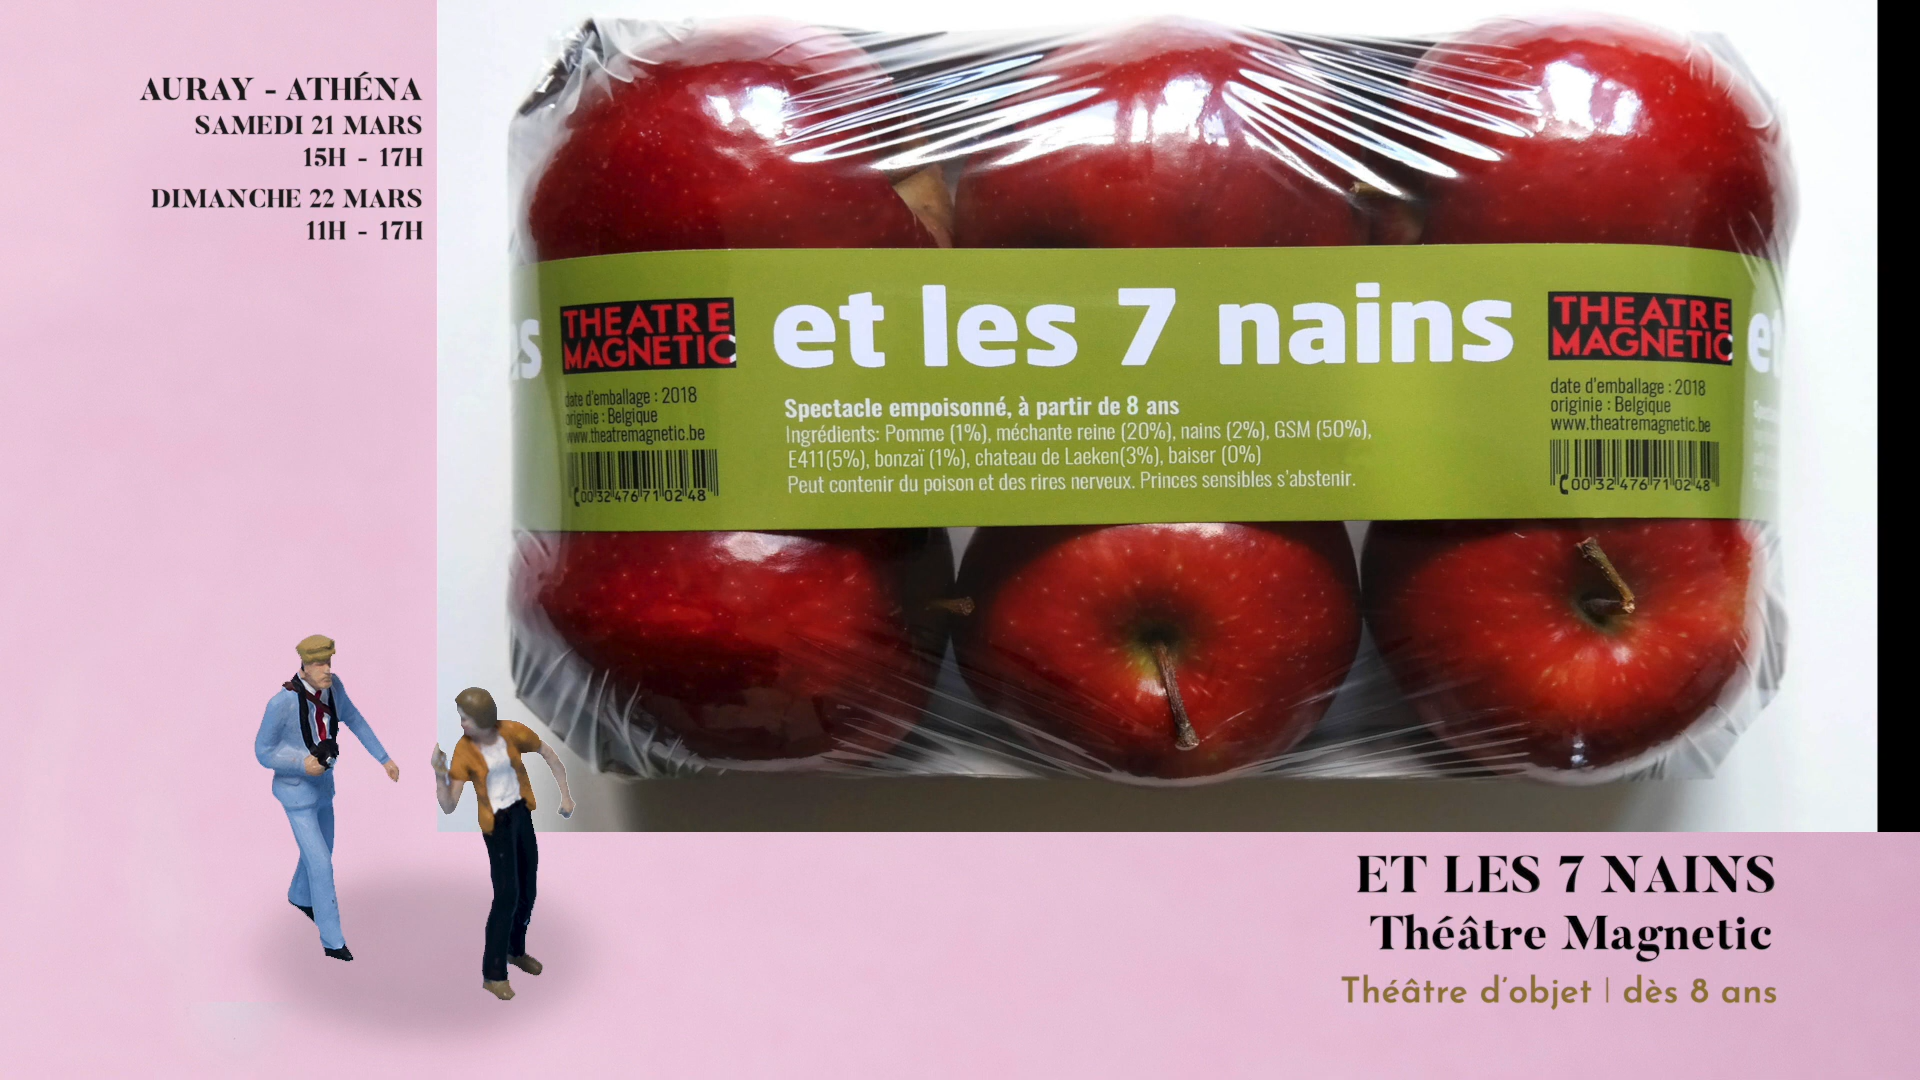 AURAY - ATHÉNA
SAMEDI 21 MARS
15H - 17H
DIMANCHE 22 MARS
11H - 17H
THEATRE
MAGNETIC
date d'emballage : 2018
originie : Belgique
www.theatremagnetic.be
00 32 476 71 02 48
et les 7 nains
Spectacle empoisonné, à partir de 8 ans
Ingrédients: Pomme (1%), méchante reine (20%), nains (2%), GSM (50%),
E411(5%), bonzaï (1%), chateau de Laeken(3%), baiser (0%)
Peut contenir du poison et des rires nerveux. Princes sensibles s'abstenir.
THEATRE
MAGNETIC
date d'emballage : 2018
originie : Belgique
www.theatremagnetic.be
00 32 476 71 02 48
et
ET LES 7 NAINS
Théâtre Magnetic
Théâtre d'objet | dès 8 ans